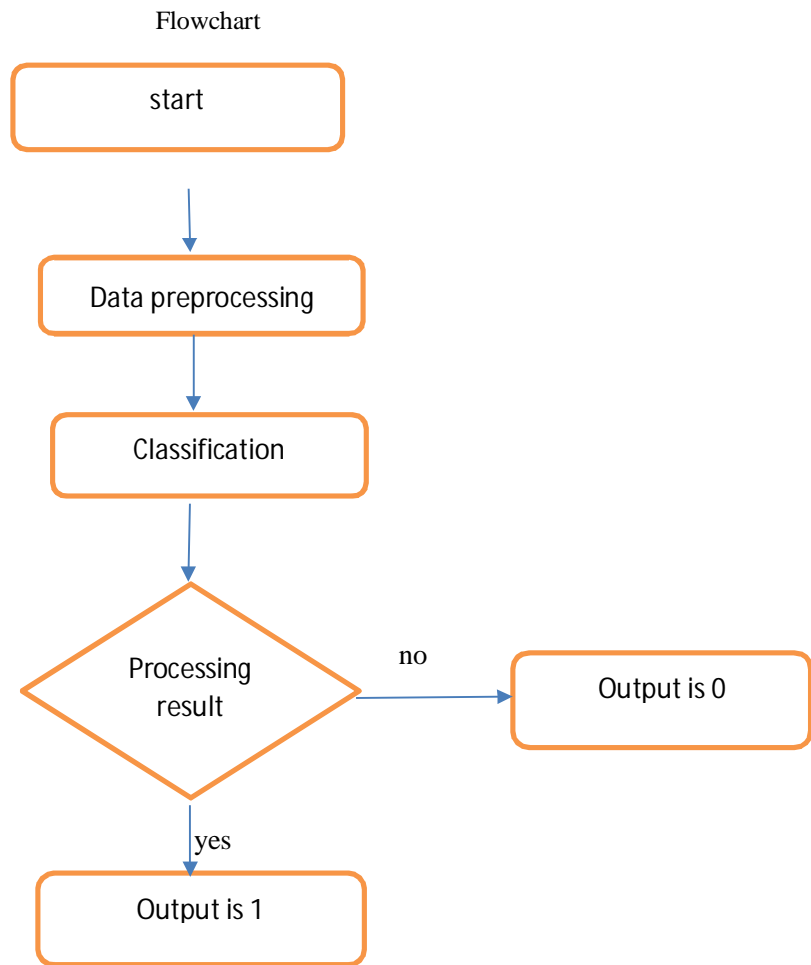 Flowchart
start
Data preprocessing
Classification
Processing
result
no
Output is 0
yes
Output is 1